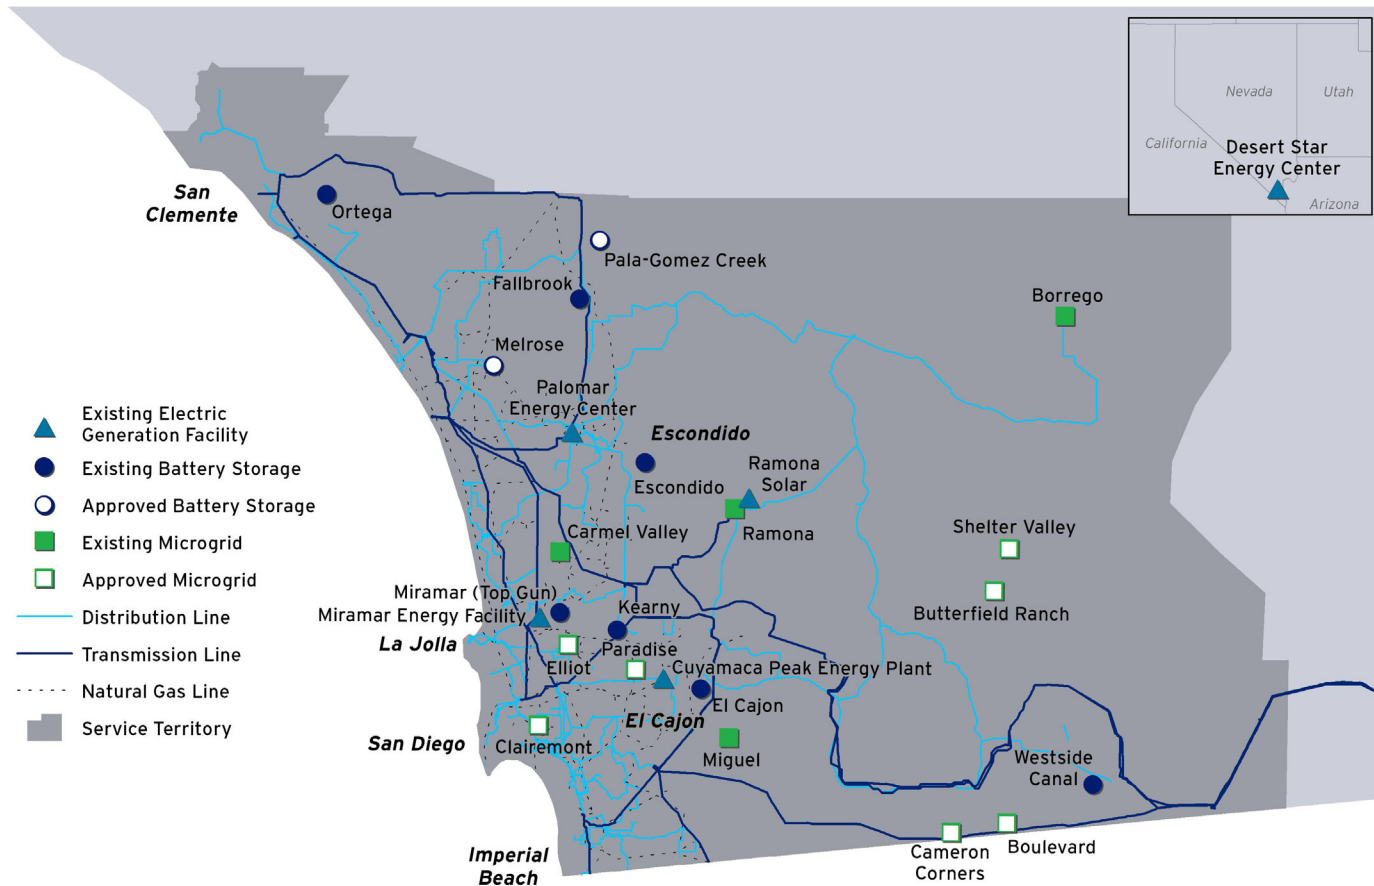 Nevada
Utah
California
Desert Star
Energy Center
Arizona
San
Clemente
Ortega
Pala-Gomez Creek
Fallbrook
Borrego
Melrose
Palomar
Energy Center
Existing Electric
Generation Facility
Existing Battery Storage
Approved Battery Storage
Existing Microgrid
Approved Microgrid
Distribution Line
Transmission Line
Natural Gas Line
Service Territory
Escondido
Escondido
Ramona
Solar
Ramona
Carmel Valley
Shelter Valley
Butterfield Ranch
Miramar (Top Gun)
Miramar Energy Facility
Kearny
La Jolla
Elliot
Paradise
Cuyamaca Peak Energy Plant
El Cajon
El Cajon
San Diego
Clairemont
Miguel
Westside
Canal
Cameron
Corners
Boulevard
Imperial
Beach